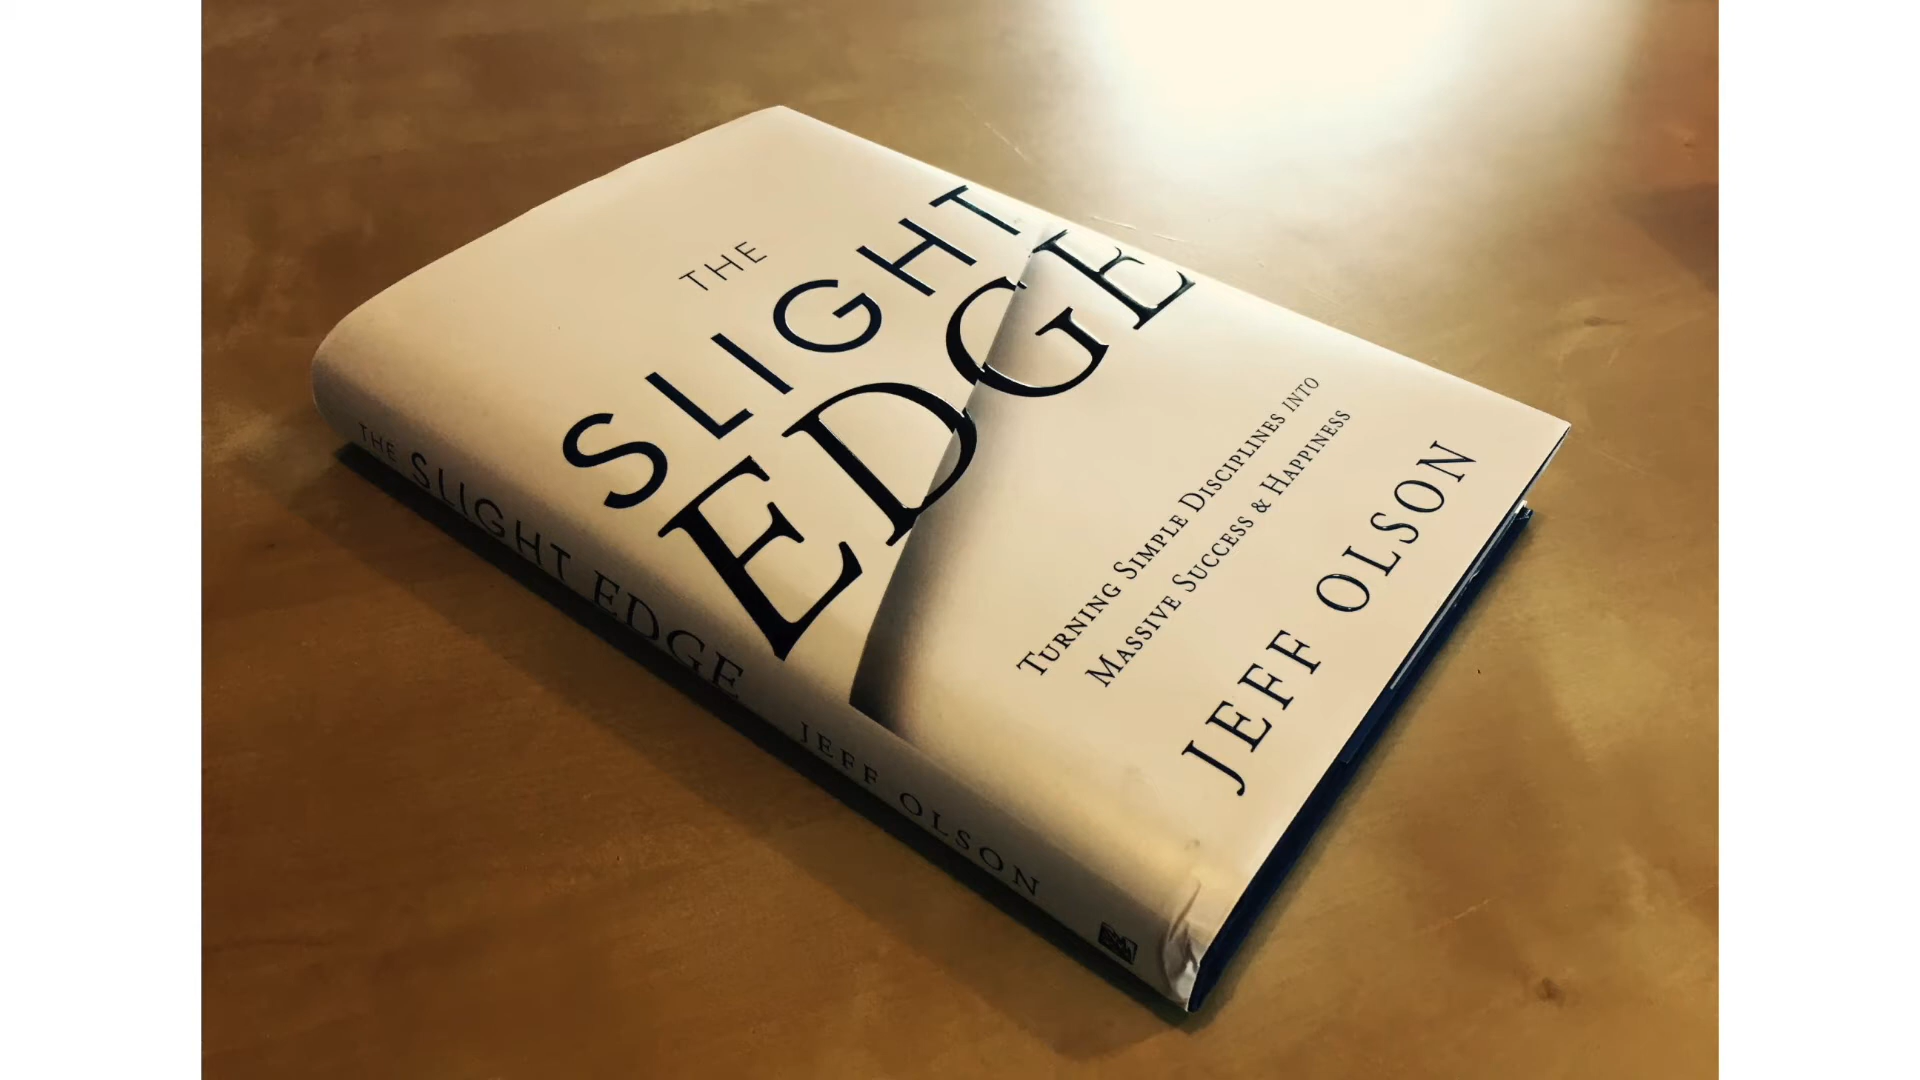 THE
SLIGHT
EDGE
TURNING SIMPLE DISCIPLINES INTO
MASSIVE SUCCESS & HAPPINESS
JEFF OLSON
THE SLIGHT EDGE JEFF OLSON